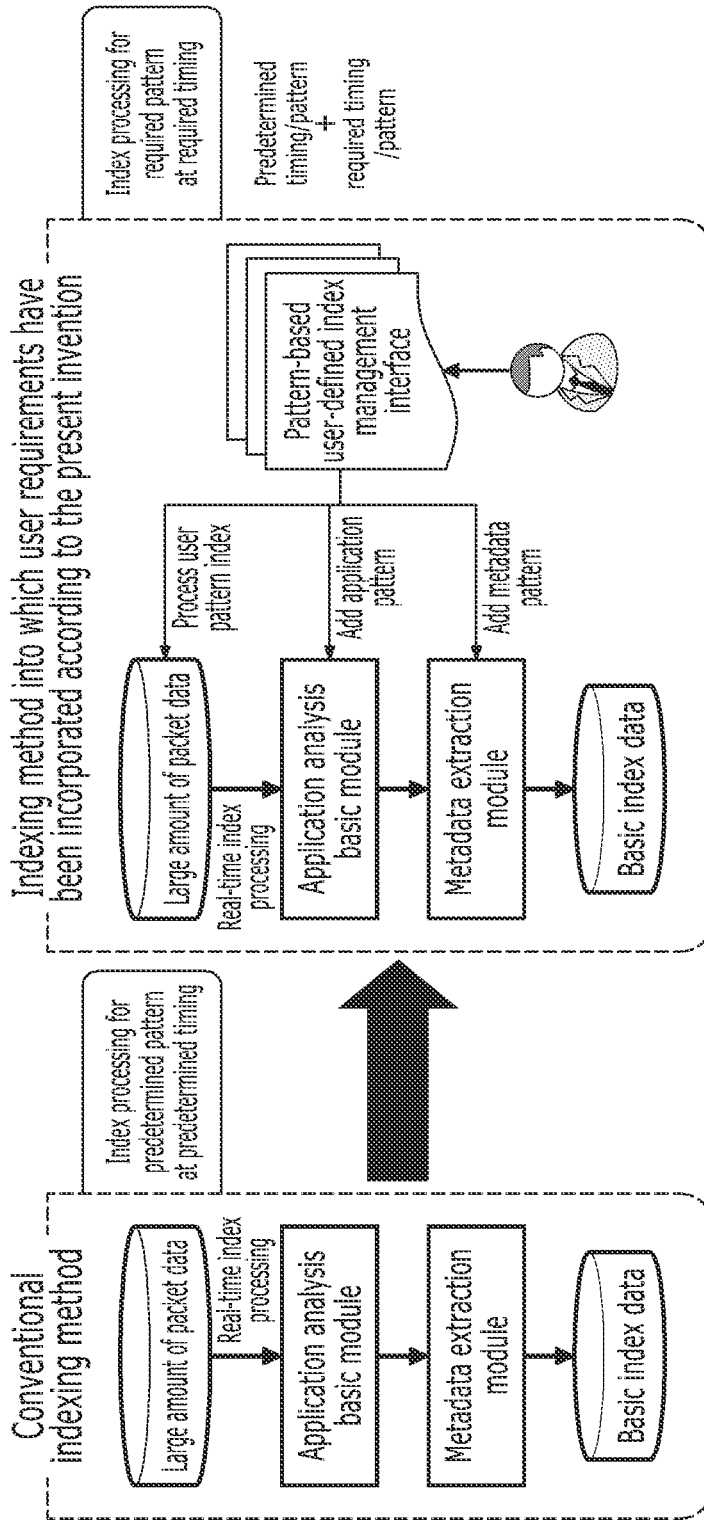 Conventional
indexing method
Large amount of packet data
Real-time index
processing
Application analysis
basic module
Metadata extraction
module
Basic index data
Index processing for
predetermined pattern
at predetermined timing
Indexing method into which user requirements have
been incorporated according to the present invention
Large amount of packet data
Real-time index
processing
Application analysis
basic module
Metadata extraction
module
Basic index data
Process user
pattern index
Add application
pattern
Add metadata
pattern
Pattern-based
user-defined index
management
interface
Index processing for
required pattern
at required timing
Predetermined
timing/pattern
+
required timing
/pattern